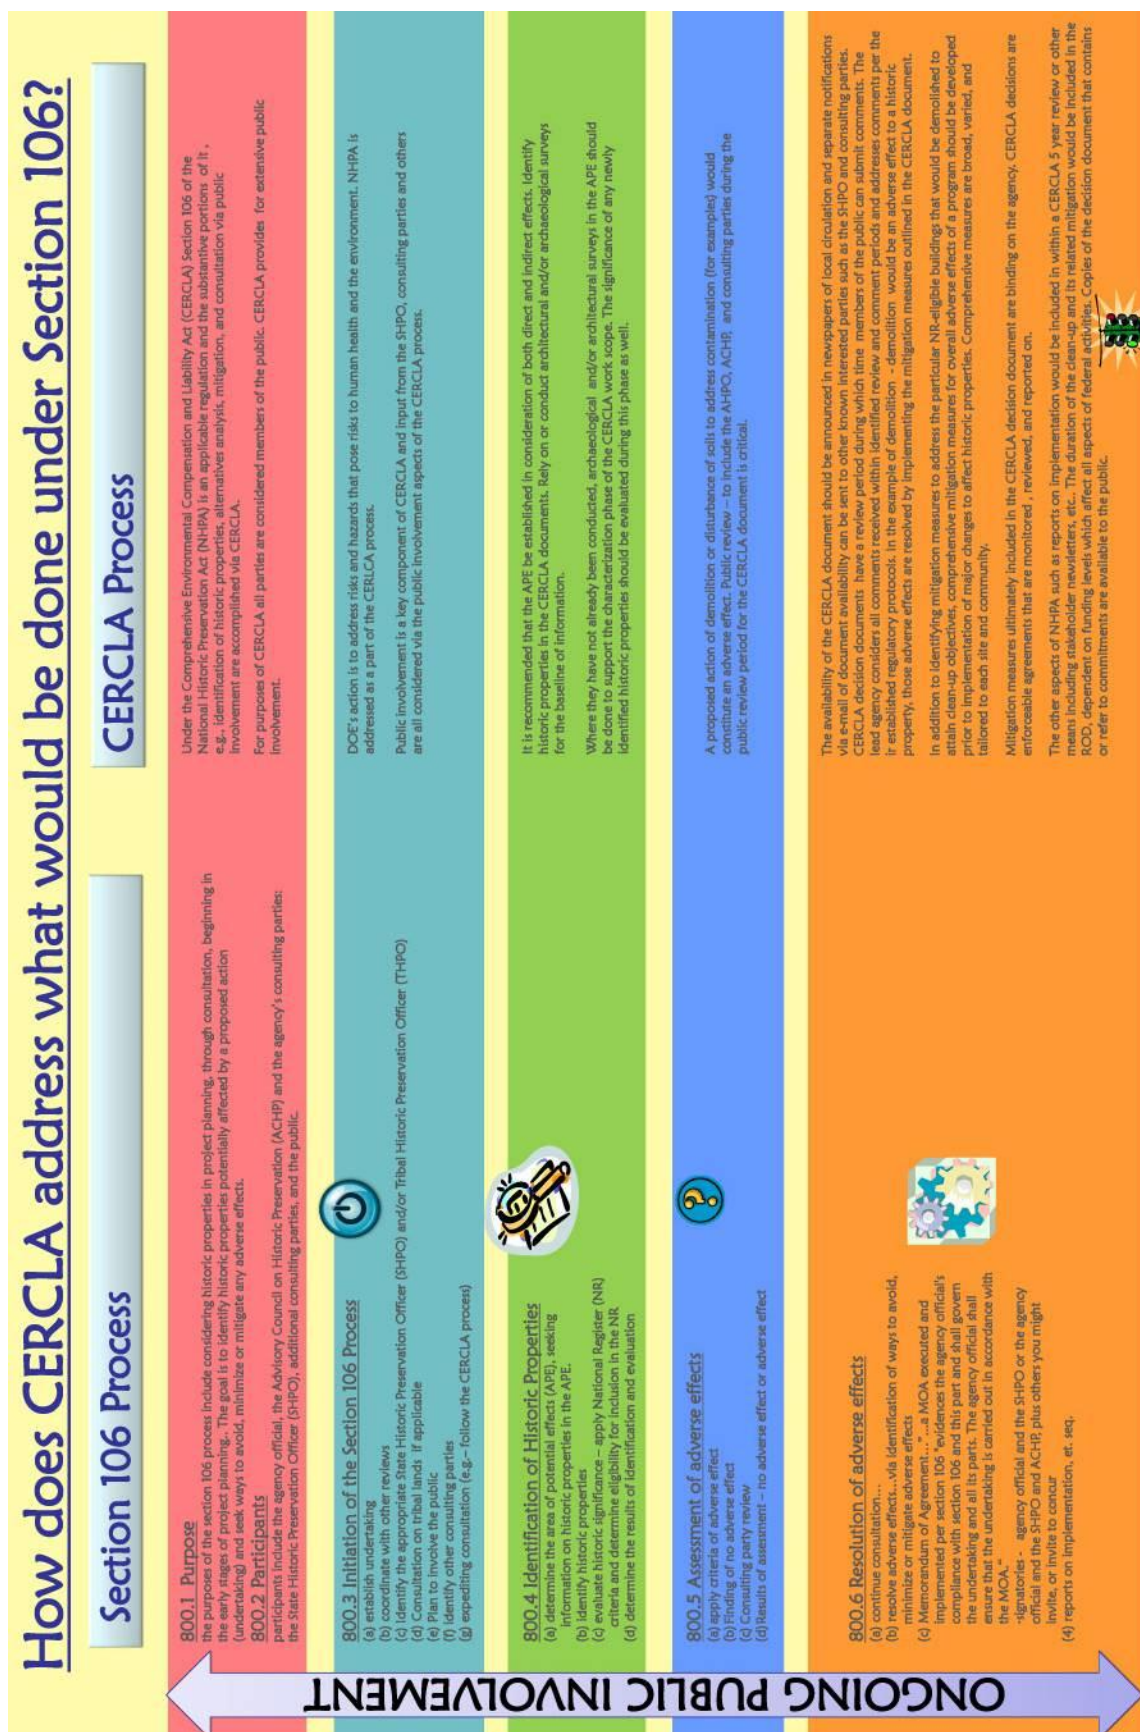 How does CERCLA address what would be done under Section 106?
Section 106 Process
CERCLA Process
800.1 Purpose
the purposes of the section 106 process include considering historic properties in project planning, through consultation, beginning in
the early stages of project planning.. The goal is to identify historic properties potentially affected by a proposed action
(undertaking) and seek ways to avoid, minimize or mitigate any adverse effects.
800.2 Participants
participants include the agency official, the Advisory Council on Historic Preservation (ACHP) and the agency's consulting parties:
the State Historic Preservation Officer (SHPO), additional consulting parties, and the public.
Under the Comprehensive Environmental Compensation and Liability Act (CERCLA) Section 106 of the
National Historic Preservation Act (NHPA) is an applicable regulation and the substantive portions of it ,
e.g., identification of historic properties, alternatives analysis, mitigation, and consultation via public
involvement are accomplished via CERCLA.
For purposes of CERCLA all parties are considered members of the public. CERCLA provides for extensive public
involvement.
800.3 Initiation of the Section 106 Process
(a) establish undertaking
(b) coordinate with other reviews
(c) Identify the appropriate State Historic Preservation Officer (SHPO) and/or Tribal Historic Preservation Officer (THPO)
(d) Consultation on tribal lands if applicable
(e) Plan to involve the public
(f) Identify other consulting parties
(g) expediting consultation (e.g.– follow the CERCLA process)
DOE's action is to address risks and hazards that pose risks to human health and the environment. NHPA is
addressed as a part of the CERLCA process.
Public involvement is a key component of CERCLA and input from the SHPO, consulting parties and others
are all considered via the public involvement aspects of the CERCLA process.
800.4 Identification of Historic Properties
(a) determine the area of potential effects (APE), seeking
information on historic properties in the APE.
(b) identify historic properties
(c) evaluate historic significance – apply National Register (NR)
criteria and determine eligibility for inclusion in the NR
(d) determine the results of identification and evaluation
It is recommended that the APE be established in consideration of both direct and indirect effects. Identify
historic properties in the CERCLA documents. Rely on or conduct architectural and/or archaeological surveys
for the baseline of information.
Where they have not already been conducted, archaeological and/or architectural surveys in the APE should
be done to support the characterization phase of the CERCLA work scope. The significance of any newly
identified historic properties should be evaluated during this phase as well.
800.5 Assessment of adverse effects
(a) apply criteria of adverse effect
(b) Finding of no adverse effect
(c) Consulting party review
(d) Results of assessment – no adverse effect or adverse effect
A proposed action of demolition or disturbance of soils to address contamination (for examples) would
constitute an adverse effect. Public review – to include the AHPO, ACHP, and consulting parties during the
public review period for the CERCLA document is critical.
800.6 Resolution of adverse effects
(a) continue consultation…
(b) resolve adverse effects…via identification of ways to avoid,
minimize or mitigate adverse effects
(c) Memorandum of Agreement…"…a MOA executed and
implemented per section 106 "evidences the agency official's
compliance with section 106 and this part and shall govern
the undertaking and all its parts. The agency official shall
ensure that the undertaking is carried out in accordance with
the MOA."
-signatories - agency official and the SHPO or the agency
official and the SHPO and ACHP, plus others you might
invite, or invite to concur
(4) reports on implementation, et. seq.
The availability of the CERCLA document should be announced in newspapers of local circulation and separate notifications
via e-mail of document availability can be sent to other known interested parties such as the SHPO and consulting parties.
CERCLA decision documents have a review period during which time members of the public can submit comments. The
lead agency considers all comments received within identified review and comment periods and addresses comments per the
ir established regulatory protocols. In the example of demolition - demolition would be an adverse effect to a historic
property, those adverse effects are resolved by implementing the mitigation measures outlined in the CERCLA document.
In addition to identifying mitigation measures to address the particular NR-eligible buildings that would be demolished to
attain clean-up objectives, comprehensive mitigation measures for overall adverse effects of a program should be developed
prior to implementation of major changes to affect historic properties. Comprehensive measures are broad, varied, and
tailored to each site and community.
Mitigation measures ultimately included in the CERCLA decision document are binding on the agency. CERCLA decisions are
enforceable agreements that are monitored , reviewed, and reported on.
The other aspects of NHPA such as reports on implementation would be included in within a CERCLA 5 year review or other
means including stakeholder newsletters, etc.. The duration of the clean-up and its related mitigation would be included in the
ROD, dependent on funding levels which affect all aspects of federal activities. Copies of the decision document that contains
or refer to commitments are available to the public.
ONGOING PUBLIC INVOLVEMENT